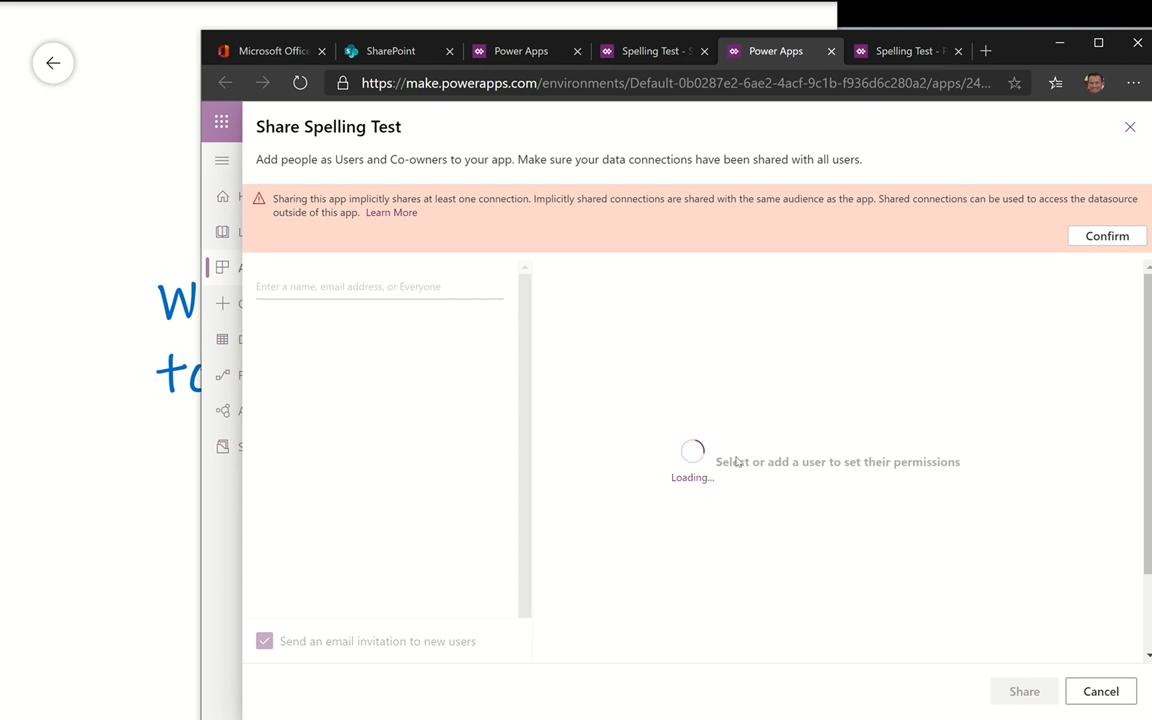 Microsoft Office
SharePoint
Power Apps
Spelling Test - S
Power Apps
Spelling Test - P
https://make.powerapps.com/environments/Default-0b0287e2-6ae2-4acf-9c1b-f936d6c280a2/apps/24...
Share Spelling Test
Add people as Users and Co-owners to your app. Make sure your data connections have been shared with all users.
Sharing this app implicitly shares at least one connection. Implicitly shared connections are shared with the same audience as the app. Shared connections can be used to access the datasource
outside of this app. Learn More
Confirm
Enter a name, email address, or Everyone
W
to
Select or add a user to set their permissions
Loading...
Send an email invitation to new users
Share
Cancel